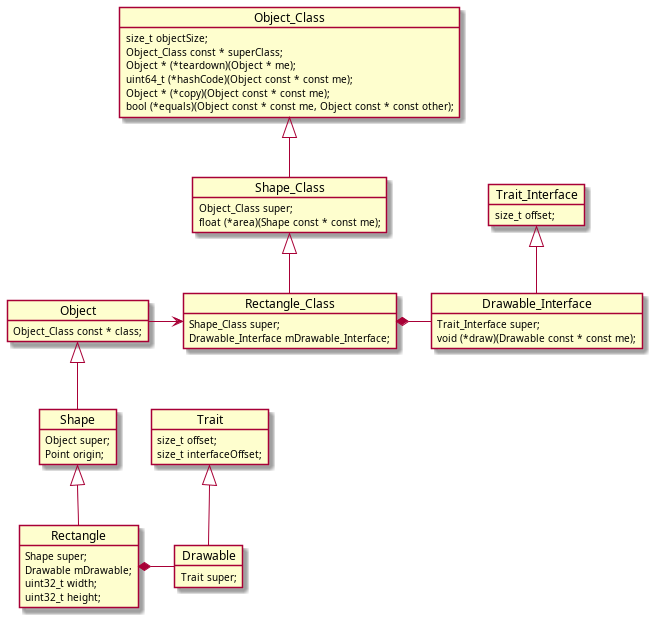 Object_Class
size_t objectSize;
Object_Class const * superClass;
Object * (*teardown)(Object * me);
uint64_t (*hashCode)(Object const * const me);
Object * (*copy)(Object const * const me);
bool (*equals)(Object const * const me, Object const * const other);
Shape_Class
Object_Class super;
float (*area)(Shape const * const me);
Trait_Interface
size_t offset;
Object
Object_Class const * class;
Rectangle_Class
Shape_Class super;
Drawable_Interface mDrawable_Interface;
Drawable_Interface
Trait_Interface super;
void (*draw)(Drawable const * const me);
Shape
Object super;
Point origin;
Trait
size_t offset;
size_t interfaceOffset;
Rectangle
Shape super;
Drawable mDrawable;
uint32_t width;
uint32_t height;
Drawable
Trait super;